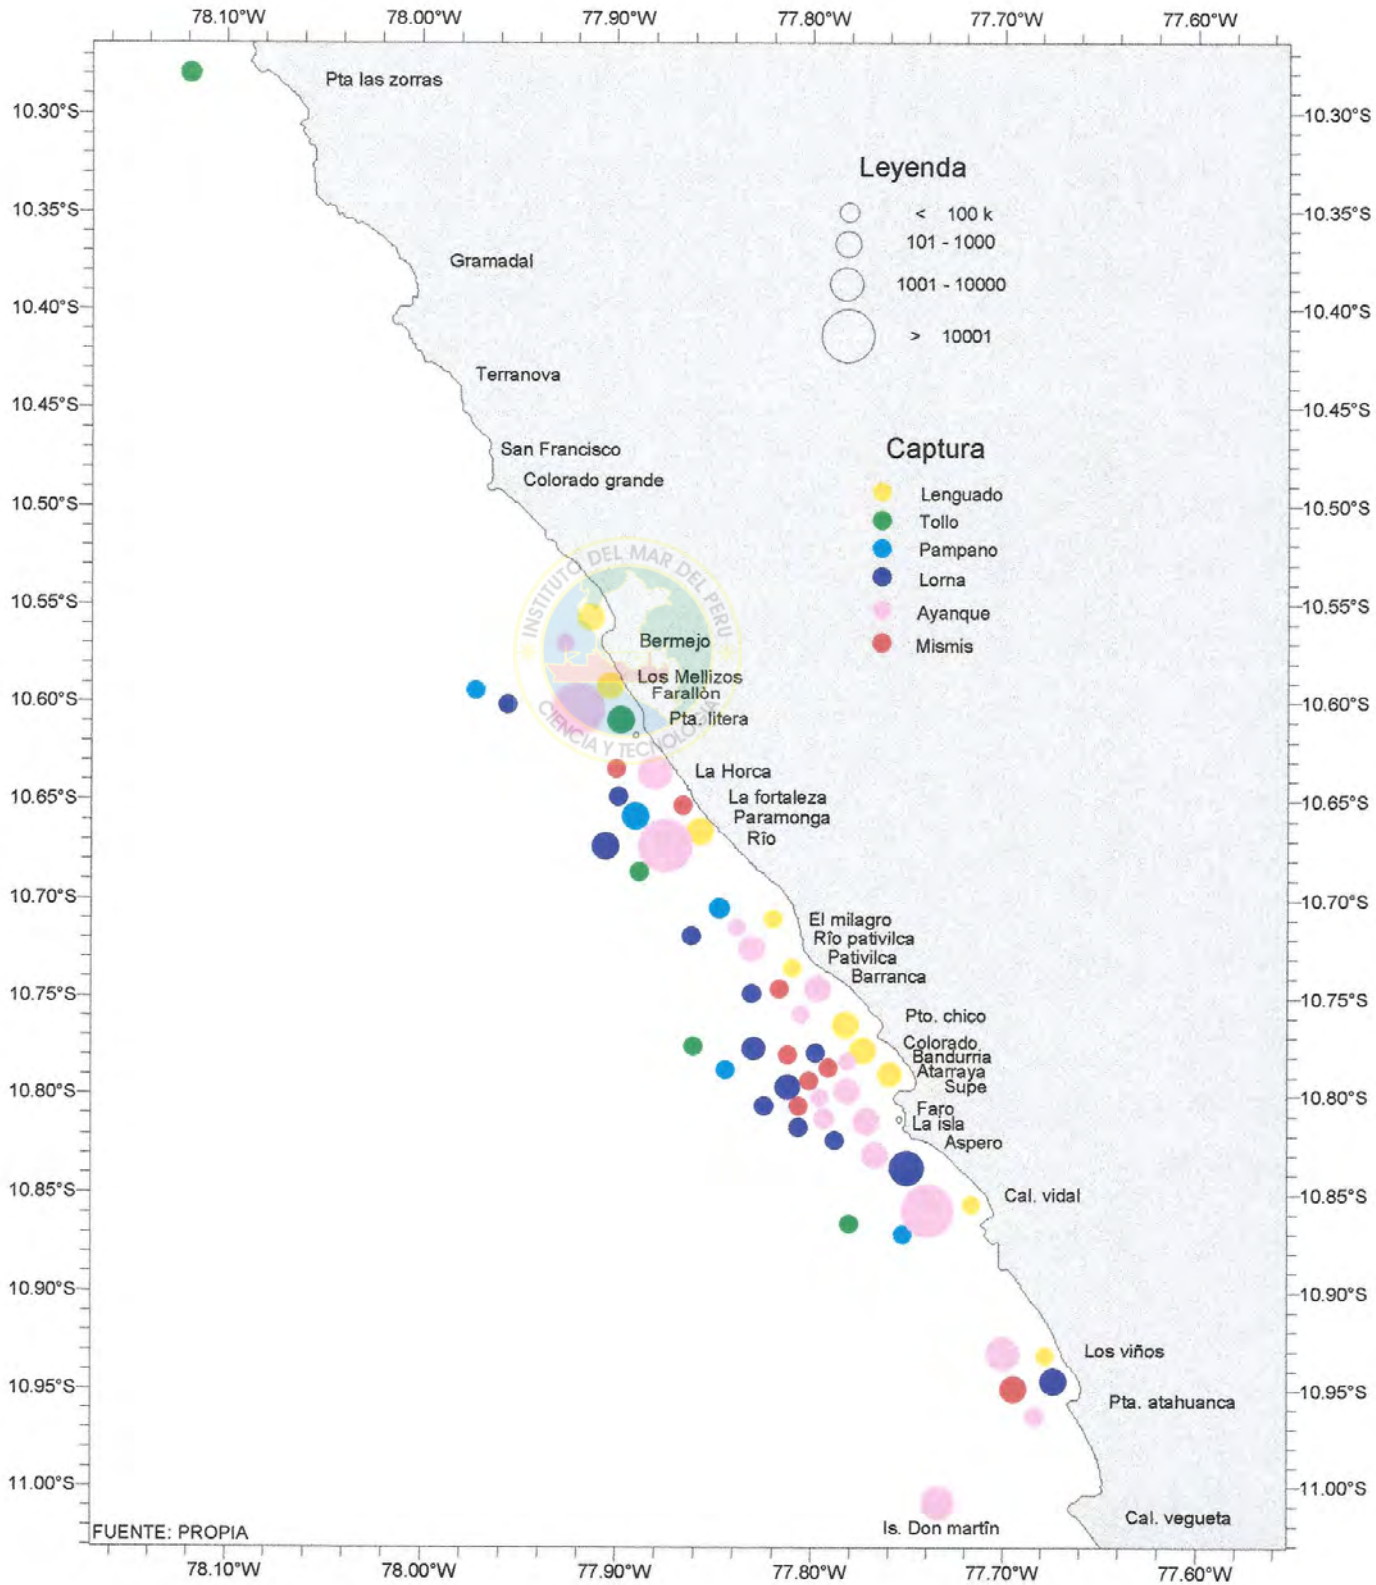 78.10°W 78.00°W 77.90°W 77.80°W 77.70°W 77.60°W
Pta las zorras
10.30°S 10.30°S
Leyenda
< 100 k
10.35°S 10.35°S
101 - 1000
Gramadal
1001 - 10000
10.40°S 10.40°S
> 10001
Terranova
10.45°S 10.45°S
San Francisco
Captura
Colorado grande
Lenguado
10.50°S 10.50°S
Tollo
Pampano
Lorna
INSTITUTO DEL MAR DEL PERU
10.55°S 10.55°S
Ayanque
Bermejo
Mismis
Los Mellizos
Farallòn
10.60°S 10.60°S
Pta. litera
CIENCIA Y TECNOLOGIA
La Horca
10.65°S 10.65°S
La fortaleza
Paramonga
Rîo
10.70°S 10.70°S
El milagro
Rîo pativilca
Pativilca
Barranca
10.75°S 10.75°S
Pto. chico
Colorado
Bandurria
Atarraya
Supe
10.80°S 10.80°S
Faro
La isla
Aspero
10.85°S 10.85°S
Cal. vidal
10.90°S 10.90°S
Los viños
10.95°S 10.95°S
Pta. atahuanca
11.00°S 11.00°S
Cal. vegueta
Is. Don martîn
FUENTE: PROPIA
78.10°W 78.00°W 77.90°W 77.80°W 77.70°W 77.60°W